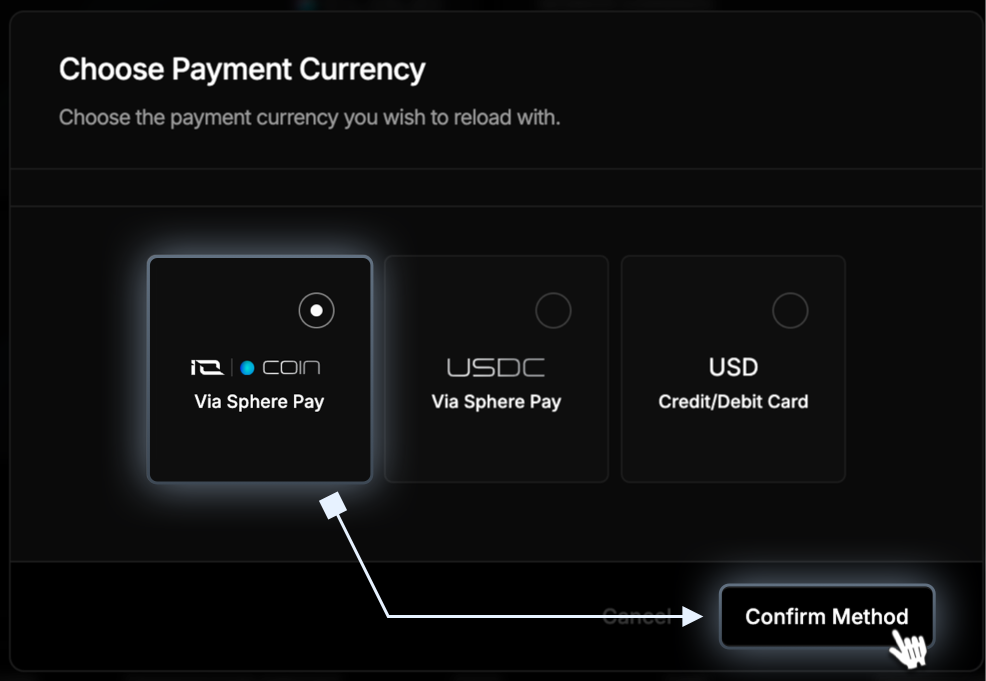 Choose Payment Currency
Choose the payment currency you wish to reload with.
IO | COIN
Via Sphere Pay
USDC
Via Sphere Pay
USD
Credit/Debit Card
Cancel
Confirm Method